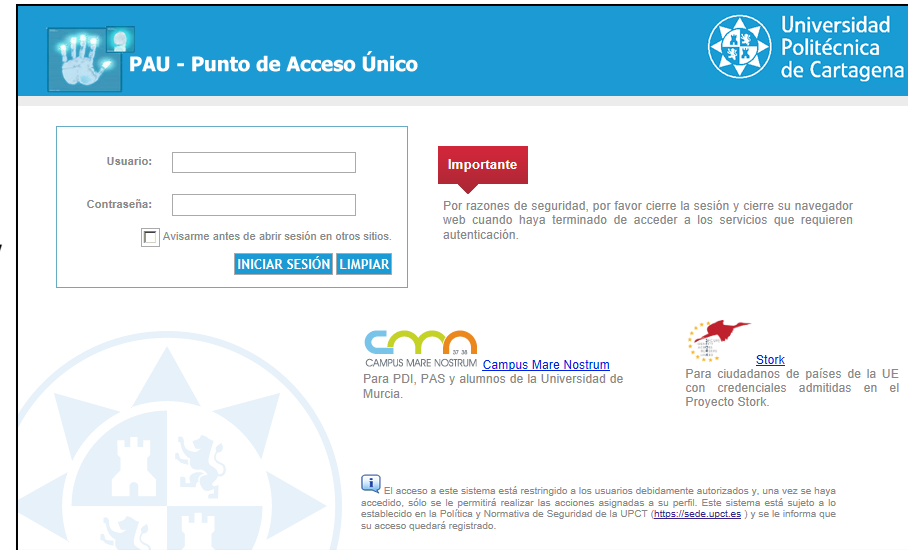 PAU - Punto de Acceso Único
Universidad
Politécnica
de Cartagena
Usuario:
Contraseña:
Avisarme antes de abrir sesión en otros sitios.
INICIAR SESIÓN LIMPIAR
Importante
Por razones de seguridad, por favor cierre la sesión y cierre su navegador
web cuando haya terminado de acceder a los servicios que requieren
autenticación.
cmn
37 38
CAMPUS MARE NOSTRUM Campus Mare Nostrum
Para PDI, PAS y alumnos de la Universidad de
Murcia.
Stork
Para ciudadanos de países de la UE
con credenciales admitidas en el
Proyecto Stork.
El acceso a este sistema está restringido a los usuarios debidamente autorizados y, una vez se haya
accedido, sólo se le permitirá realizar las acciones asignadas a su perfil. Este sistema está sujeto a lo
establecido en la Política y Normativa de Seguridad de la UPCT (https://sede.upct.es ) y se le informa que
su acceso quedará registrado.